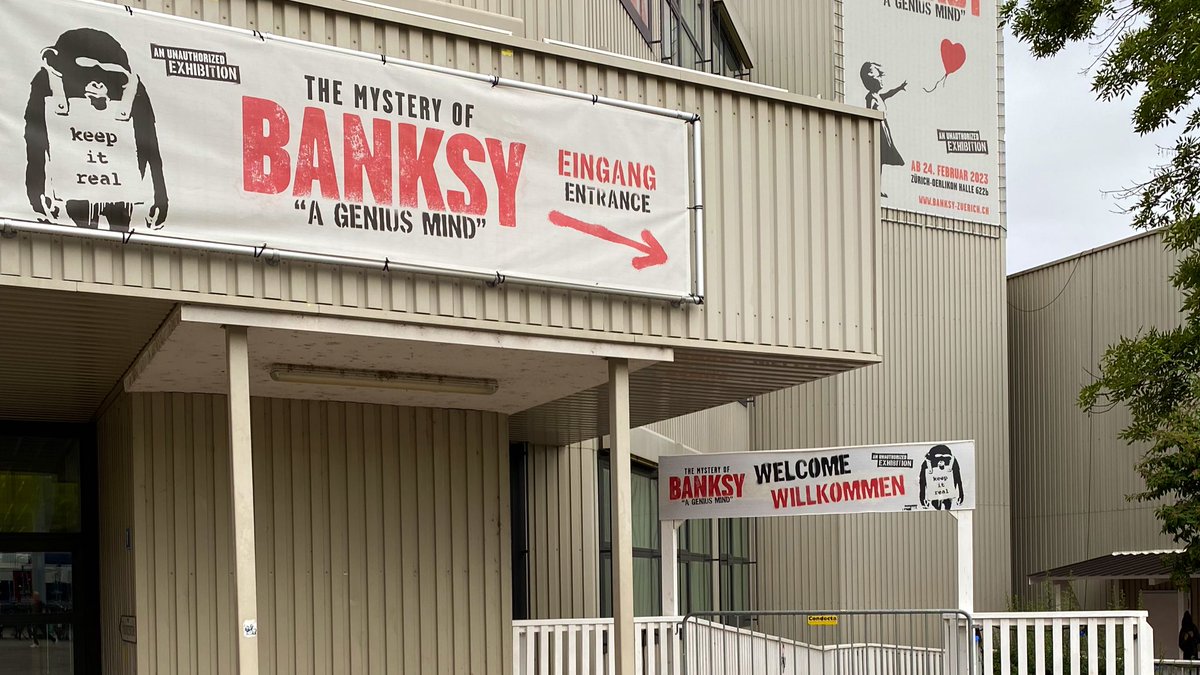 AN UNAUTHORIZED
EXHIBITION
THE MYSTERY OF
BANKSY
"A GENIUS MIND"
EINGANG
ENTRANCE
keep
it
real
"A GENIUS MIND"
AN UNAUTHORIZED
EXHIBITION
AB 24. FEBRUAR 2023
ZÜRICH-OERLIKON HALLE 622
WWW.BANKSY-ZUERICH.CH
THE MYSTERY OF
BANKSY
"A GENIUS MIND"
WELCOME
WILLKOMMEN
AN UNAUTHORIZED
EXHIBITION
keep
it
real
Condecta